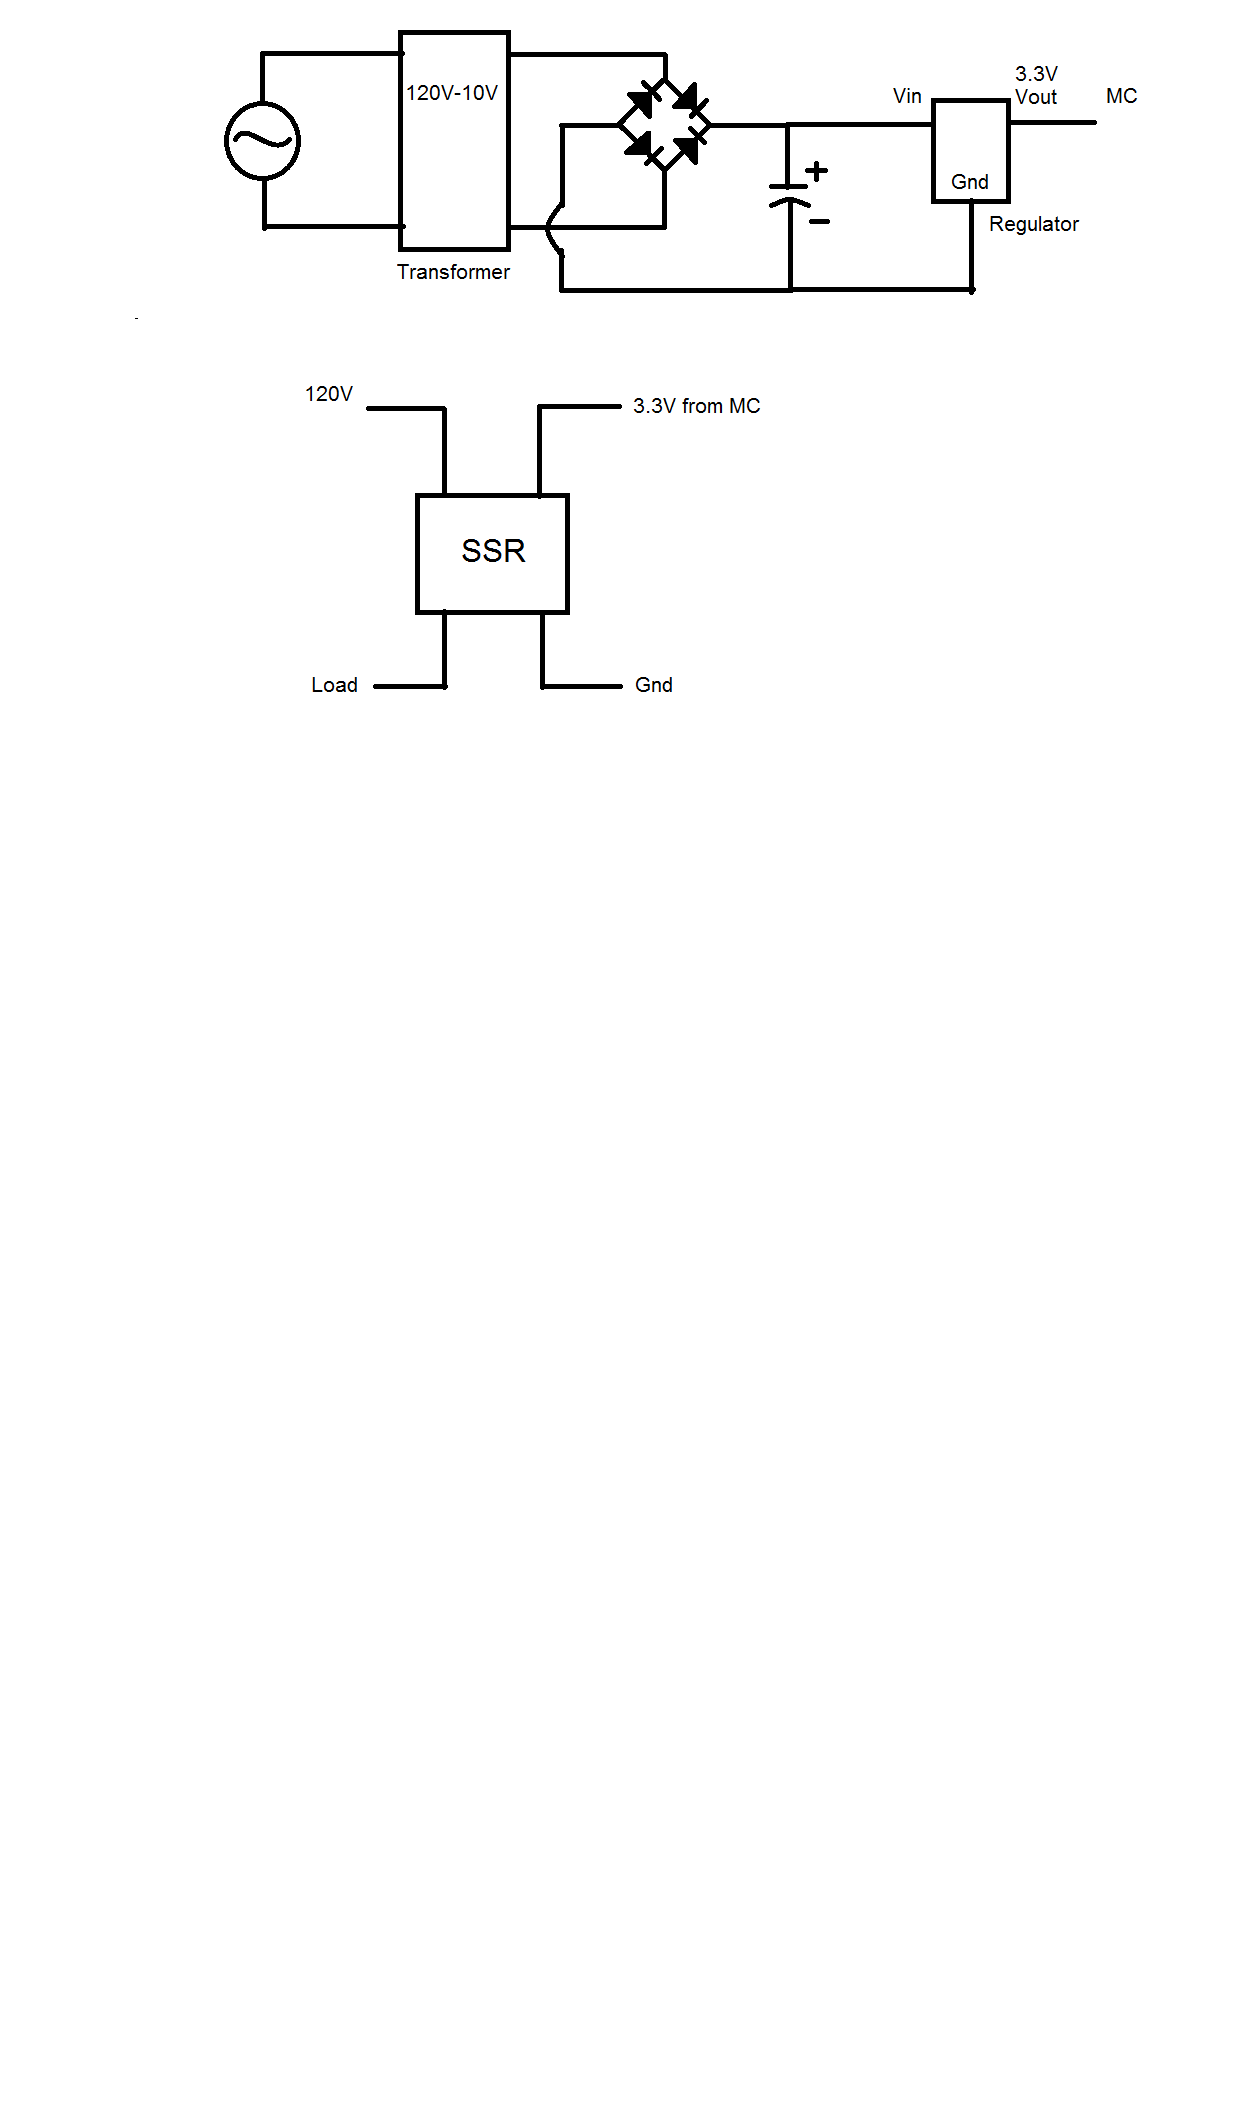 120V-10V
Transformer
Vin
3.3V
Vout
MC
Gnd
Regulator
120V
3.3V from MC
SSR
Load
Gnd
+
-